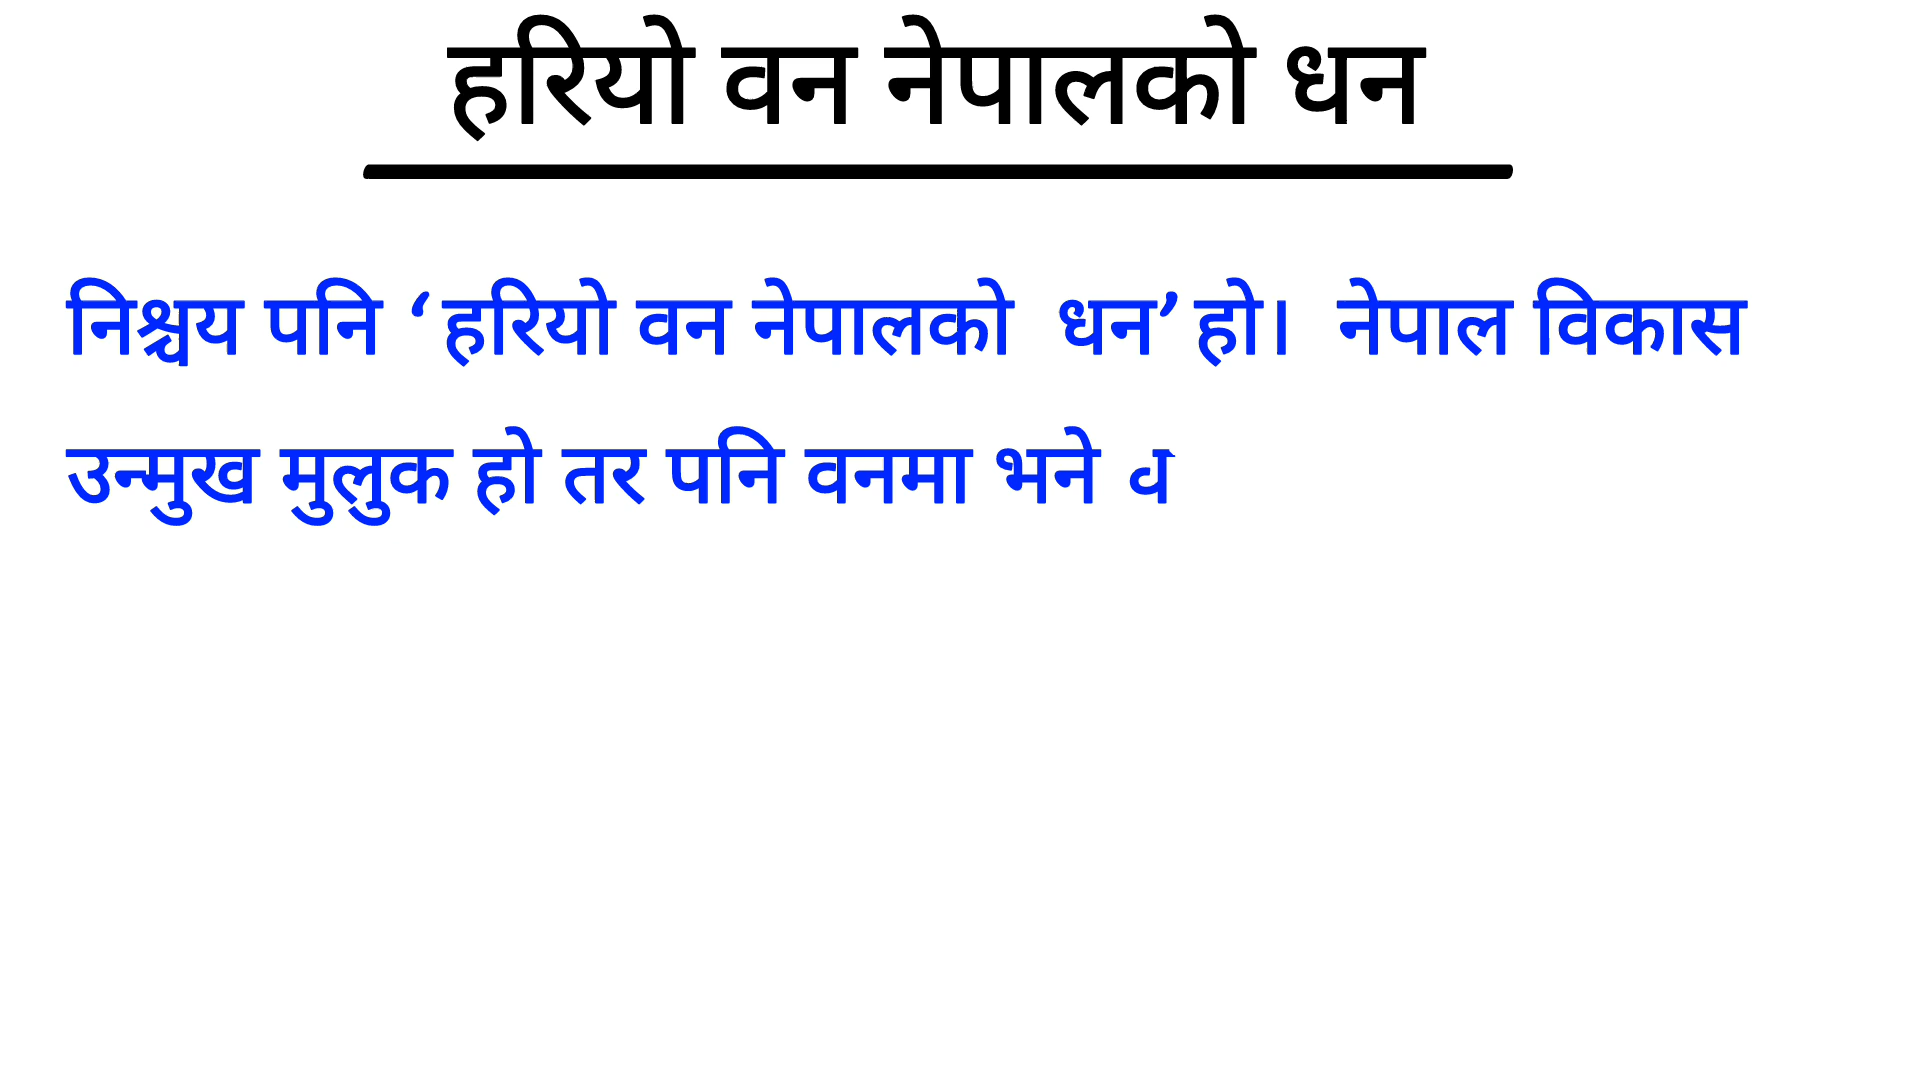 हरियो वन नेपालको धन
निश्चय पनि ‘हरियो वन नेपालको धन’ हो। नेपाल विकास
उन्मुख मुलुक हो तर पनि वनमा भने